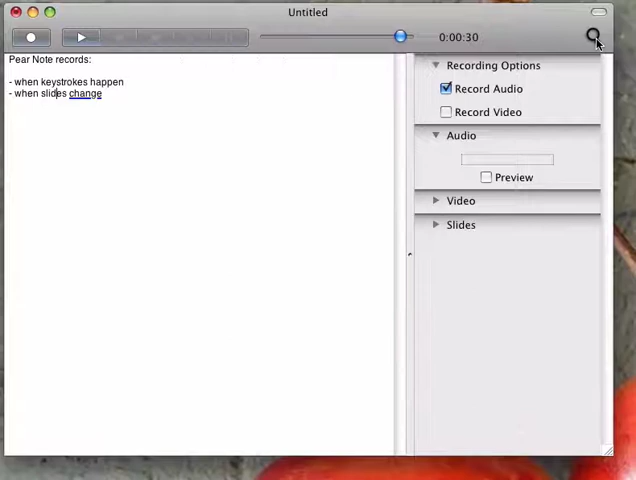 Untitled
0:00:30
Pear Note records:
- when keystrokes happen
- when slides change
Recording Options
Record Audio
Record Video
Audio
Preview
Video
Slides